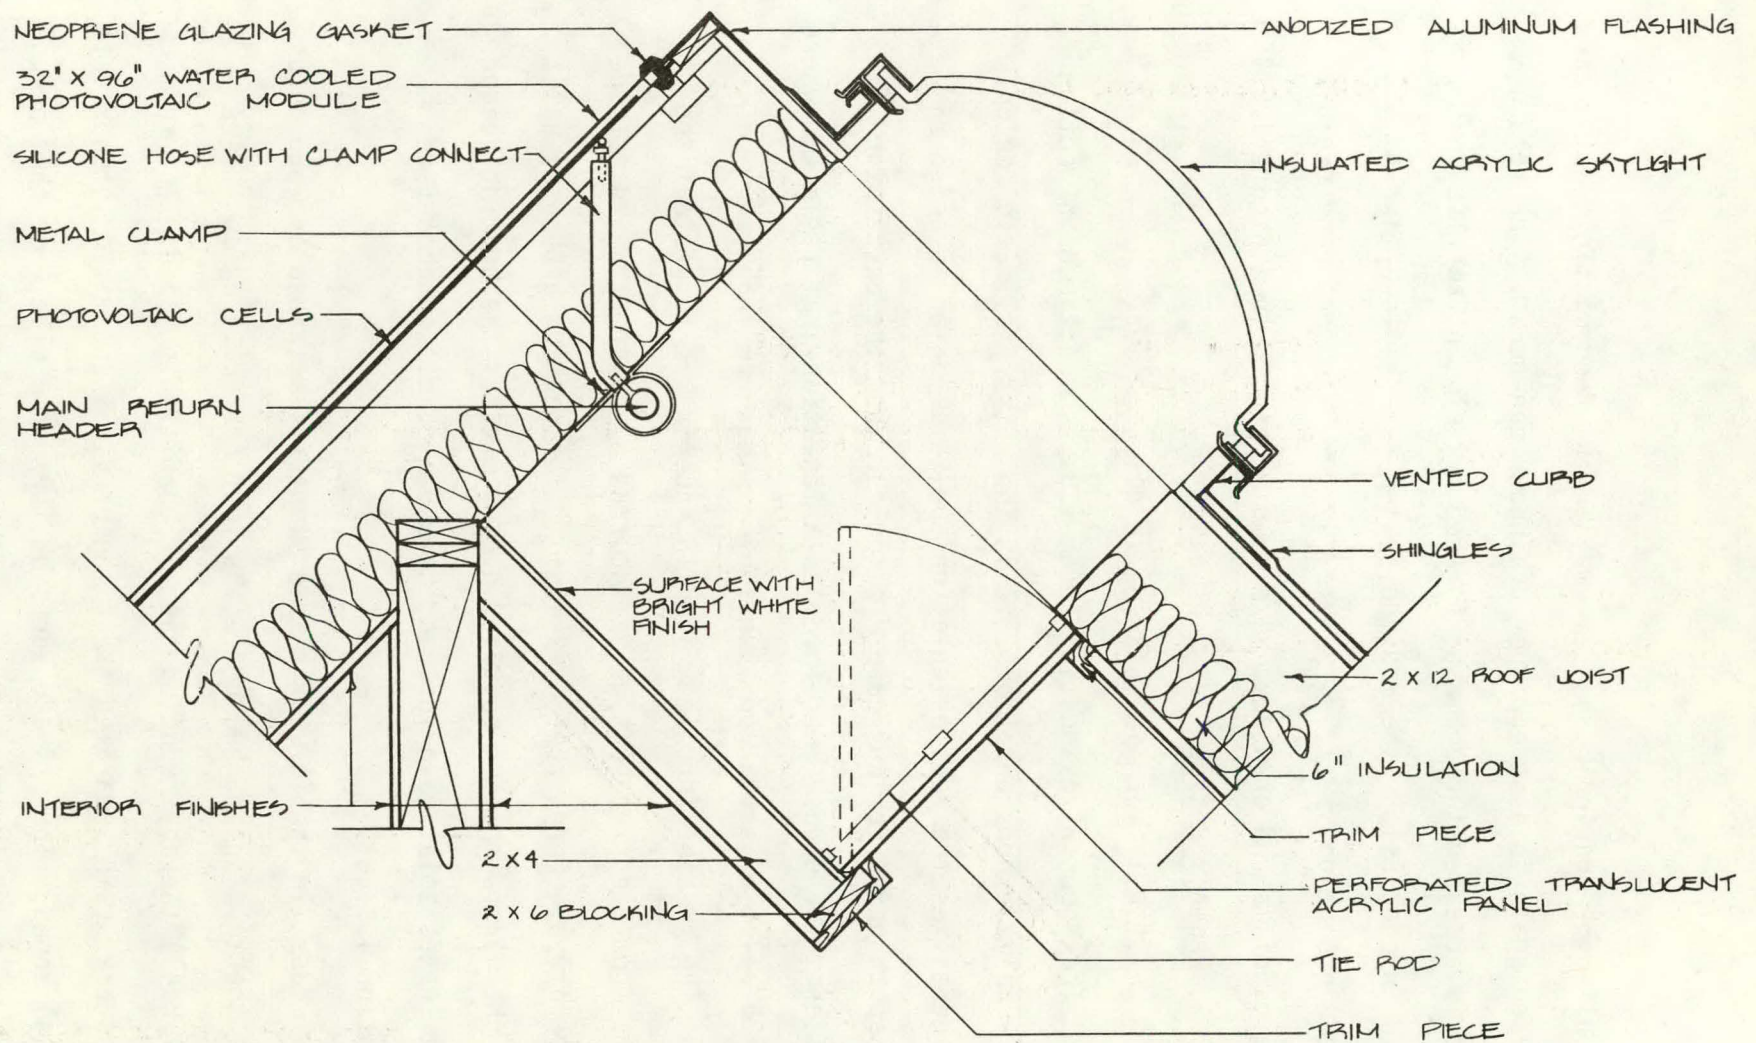 NEOPRENE GLAZING GASKET
32" X 96" WATER COOLED
PHOTOVOLTAIC MODULE
SILICONE HOSE WITH CLAMP CONNECT
METAL CLAMP
PHOTOVOLTAIC CELLS
MAIN RETURN
HEADER
INTERIOR FINISHES
SURFACE WITH
BRIGHT WHITE
FINISH
2 X 4
2 X 6 BLOCKING
ANODIZED ALUMINUM FLASHING
INSULATED ACRYLIC SKYLIGHT
VENTED CURB
SHINGLES
2 X 12 ROOF JOIST
6" INSULATION
TRIM PIECE
PERFORATED TRANSLUCENT
ACRYLIC PANEL
TIE ROD
TRIM PIECE